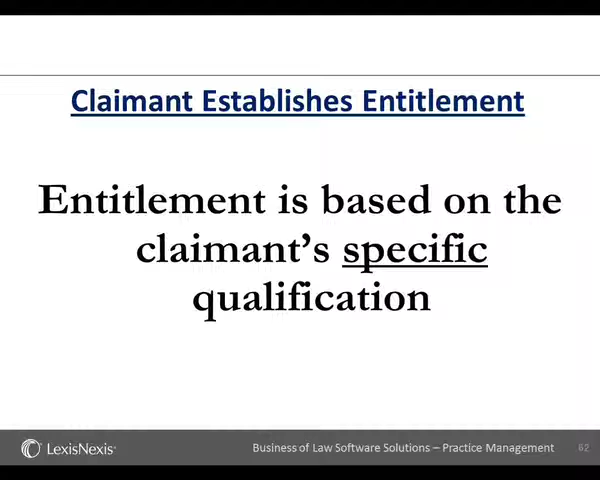 Claimant Establishes Entitlement
Entitlement is based on the
claimant’s specific
qualification
LexisNexis®
Business of Law Software Solutions – Practice Management
62